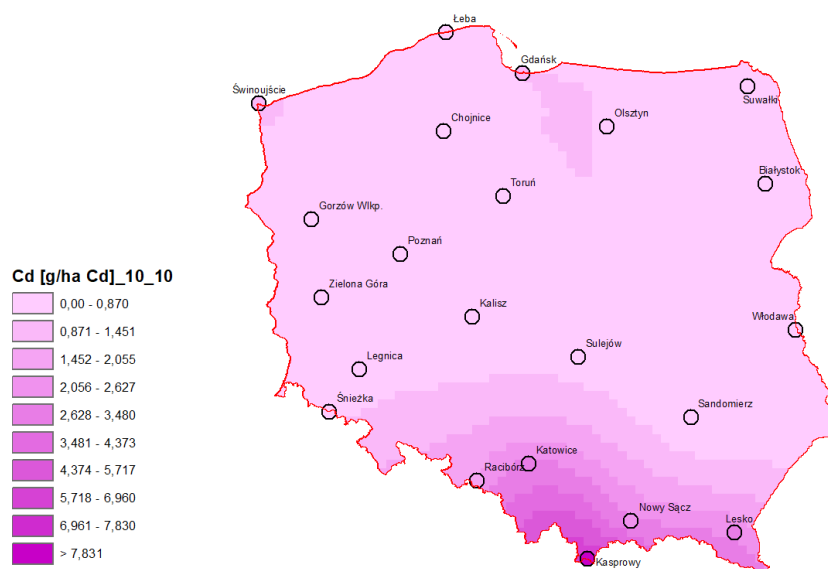 Łeba
Gdańsk
Świnoujście
Suwałki
Chojnice
Olsztyn
Białystok
Toruń
Gorzów Wlkp.
Poznań
Cd [g/ha Cd]_10_10
0,00 - 0,870
0,871 - 1,451
1,452 - 2,055
2,056 - 2,627
2,628 - 3,480
3,481 - 4,373
4,374 - 5,717
5,718 - 6,960
6,961 - 7,830
> 7,831
Zielona Góra
Kalisz
Włodawa
Sulejów
Legnica
Śnieżka
Sandomierz
Katowice
Racibórz
Nowy Sącz
Lesko
Kasprowy